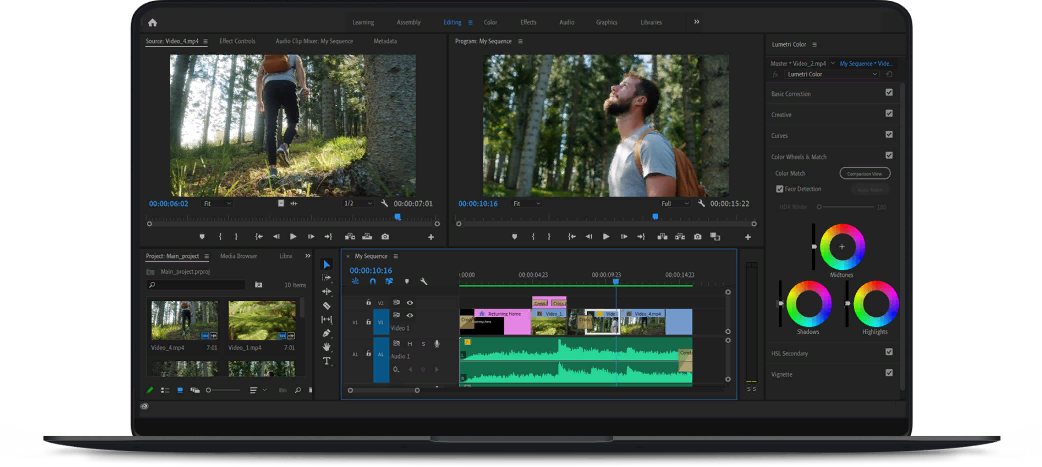 Learning Assembly Editing Color Effects Audio Graphics Libraries
Source: Video_4.mp4 Effect Controls Audio Clip Mixer: My Sequence Metadata
Program: My Sequence
Lumetri Color
Master * Video_2.mp4 My Sequence * Vide...
fx Lumetri Color
Basic Correction
Creative
Curves
Color Wheels & Match
Color Match Comparison View
Face Detection
HDR White
Midtones
Shadows Highlights
HSL Secondary
Vignette
00:00:06:02 Fit 1/2 00:00:07:01
00:00:10:16 Fit Full 00:00:15:22
Project: Main_project Media Browser Libra
Main_project.prproj
10 Items
Video_4.mp4 7:01 Video_1.mp4 7:01
My Sequence
00:00:10:16
:00:00 00:00:04:23 00:00:09:23 00:00:14:23
V2
V1 V1 Video 1
A1 A1 Audio 1
M S
Returning Home
Video_1
Vide
Video_4.mp4
S S